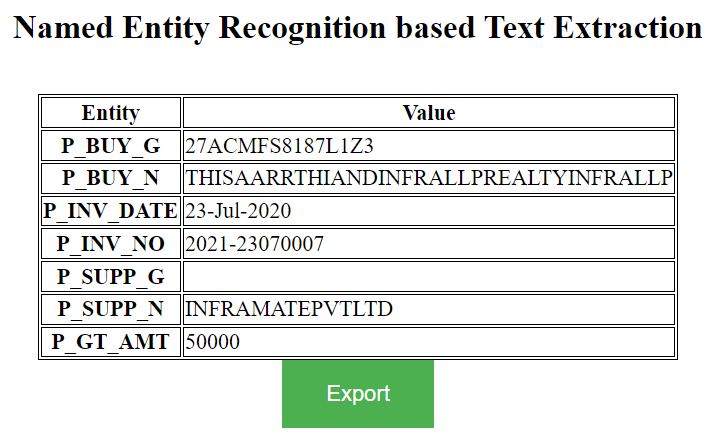 Named Entity Recognition based Text Extraction
Entity Value
P_BUY_G 27ACMFS8187L1Z3
P_BUY_N THISAARRTHIANDINFRALLPREALTYINFRALLP
P_INV_DATE 23-Jul-2020
P_INV_NO 2021-23070007
P_SUPP_G
P_SUPP_N INFRAMATEPVTLTD
P_GT_AMT 50000
Export